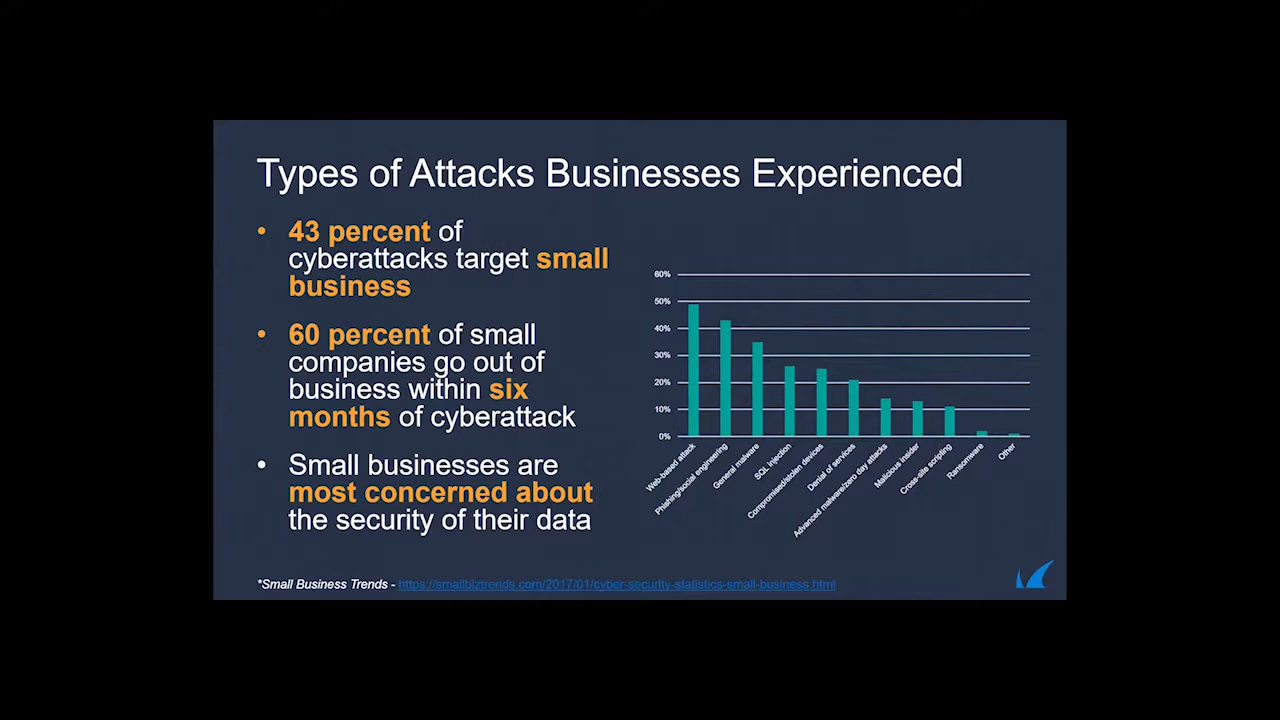 Types of Attacks Businesses Experienced
• 43 percent of
cyberattacks target small
business
• 60 percent of small
companies go out of
business within six
months of cyberattack
• Small businesses are
most concerned about
the security of their data
60%
50%
40%
30%
20%
10%
0%
Web-based attack
Phishing/social engineering
General malware
SQL Injection
Compromised/stolen devices
Denial of services
Advanced malware/zero day attacks
Malicious insider
Cross-site scripting
Ransomware
Other
*Small Business Trends - https://smallbiztrends.com/2017/01/cyber-security-statistics-small-business.html